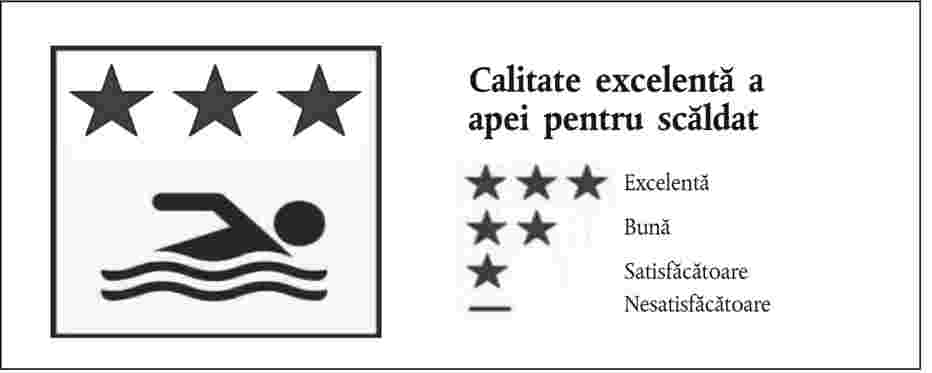 Calitate excelentă a
apei pentru scăldat
Excelentă
Bună
Satisfăcătoare
Nesatisfăcătoare